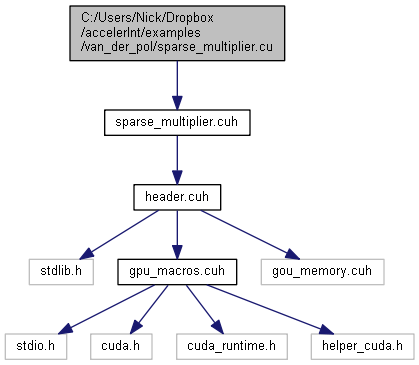 C:/Users/Nick/Dropbox
/accelerInt/examples
/van_der_pol/sparse_multiplier.cu
sparse_multiplier.cuh
header.cuh
stdlib.h
gpu_macros.cuh
gou_memory.cuh
stdio.h
cuda.h
cuda_runtime.h
helper_cuda.h